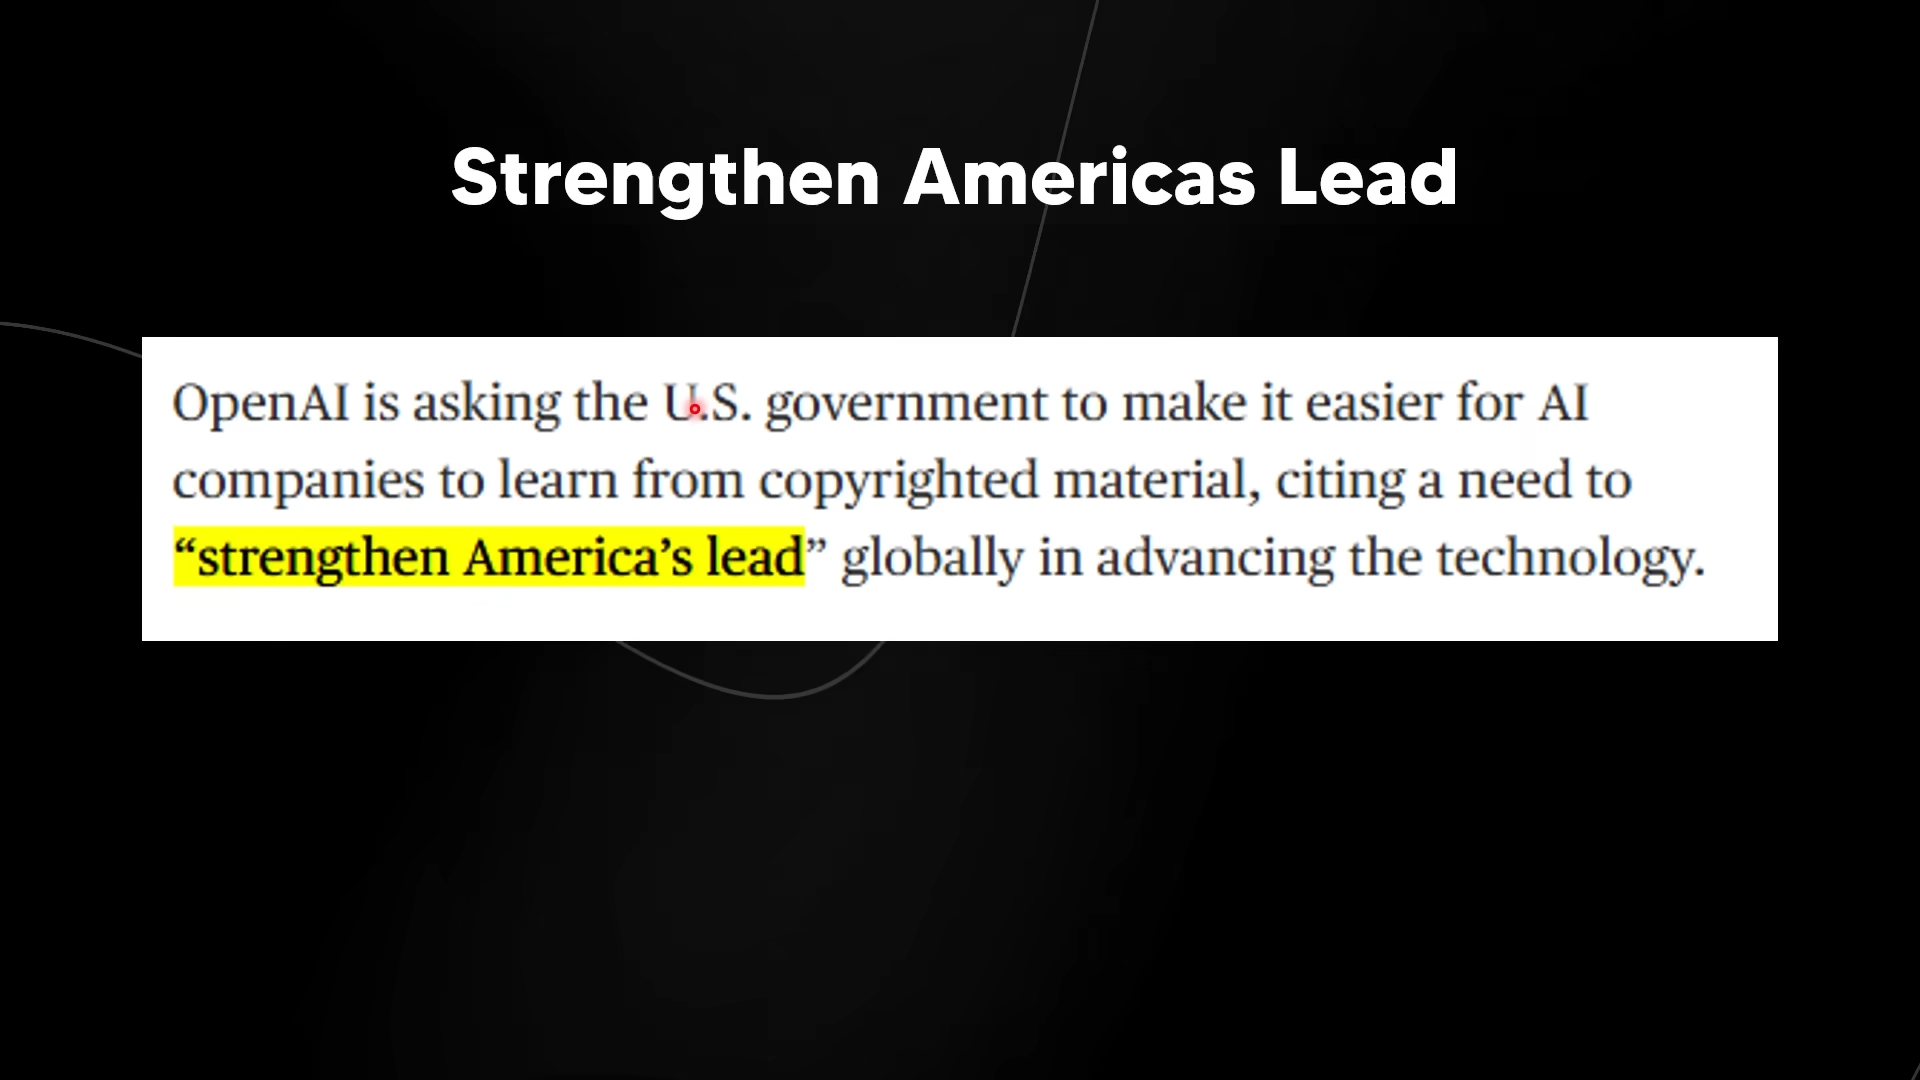 Strengthen Americas Lead
OpenAI is asking the U.S. government to make it easier for AI
companies to learn from copyrighted material, citing a need to
“strengthen America’s lead” globally in advancing the technology.